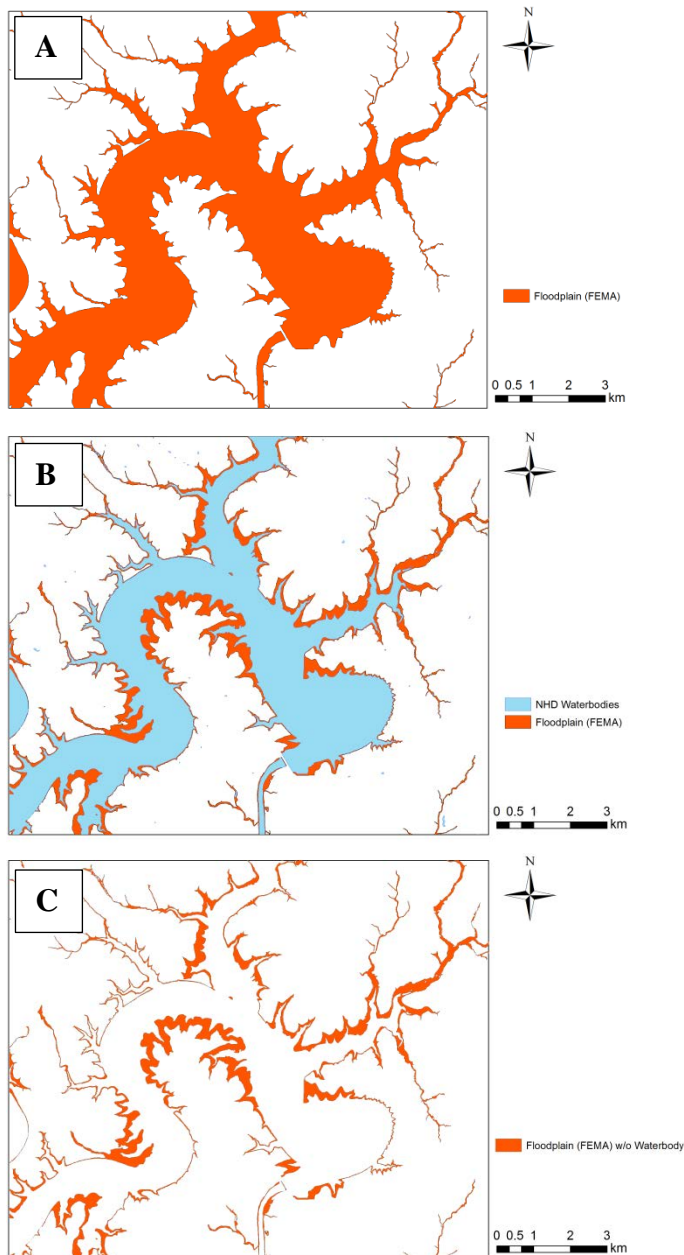 A
N
Floodplain (FEMA)
0 0.5 1 2 3
km
B
N
NHD Waterbodies
Floodplain (FEMA)
0 0.5 1 2 3
km
C
N
Floodplain (FEMA) w/o Waterbody
0 0.5 1 2 3
km